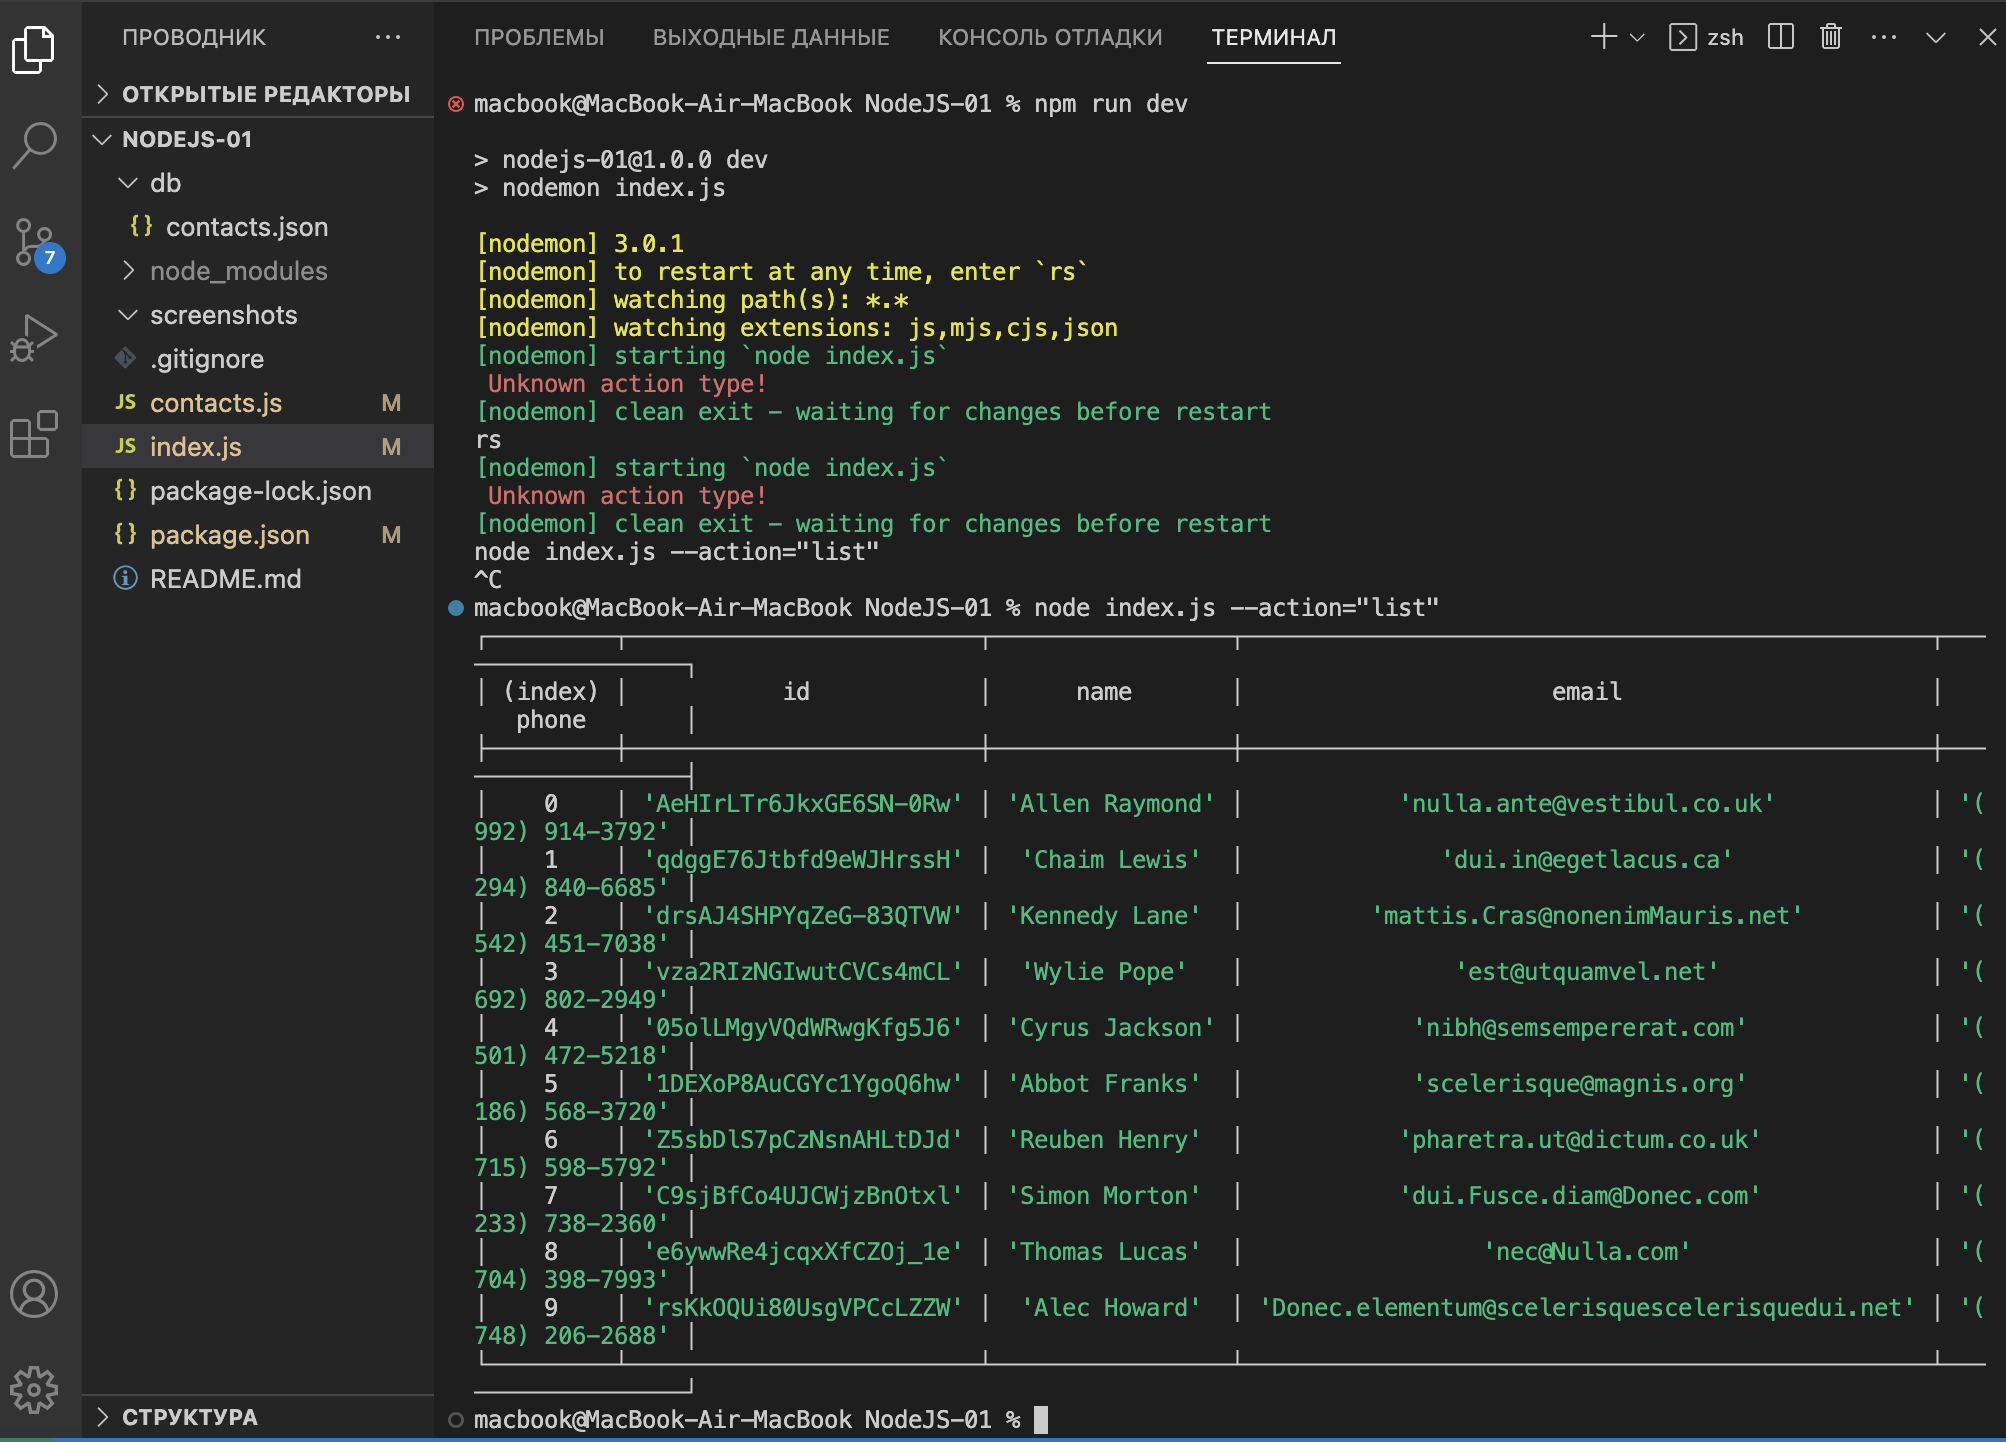 ПРОВОДНИК
ОТКРЫТЫЕ РЕДАКТОРЫ
NODEJS-01
db
{} contacts.json
node_modules
screenshots
.gitignore
JS contacts.js M
JS index.js M
{} package-lock.json
{} package.json M
README.md
СТРУКТУРА
7
ПРОБЛЕМЫ ВЫХОДНЫЕ ДАННЫЕ КОНСОЛЬ ОТЛАДКИ ТЕРМИНАЛ zsh
macbook@MacBook-Air-MacBook NodeJS-01 % npm run dev
> nodejs-01@1.0.0 dev
> nodemon index.js
[nodemon] 3.0.1
[nodemon] to restart at any time, enter `rs`
[nodemon] watching path(s): *.*
[nodemon] watching extensions: js,mjs,cjs,json
[nodemon] starting `node index.js`
Unknown action type!
[nodemon] clean exit - waiting for changes before restart
rs
[nodemon] starting `node index.js`
Unknown action type!
[nodemon] clean exit - waiting for changes before restart
node index.js --action="list"
^C
macbook@MacBook-Air-MacBook NodeJS-01 % node index.js --action="list"
│ (index) │ id │ name │ email │
phone │
│ 0 │ 'AeHIrLTr6JkxGE6SN-0Rw' │ 'Allen Raymond' │ 'nulla.ante@vestibul.co.uk' │ '(
992) 914-3792' │
│ 1 │ 'qdggE76Jtbfd9eWJHrssH' │ 'Chaim Lewis' │ 'dui.in@egetlacus.ca' │ '(
294) 840-6685' │
│ 2 │ 'drsAJ4SHPYqZeG-83QTVW' │ 'Kennedy Lane' │ 'mattis.Cras@nonenimMauris.net' │ '(
542) 451-7038' │
│ 3 │ 'vza2RIzNGIwutCVCs4mCL' │ 'Wylie Pope' │ 'est@utquamvel.net' │ '(
692) 802-2949' │
│ 4 │ '05olLMgyVQdWRwgKfg5J6' │ 'Cyrus Jackson' │ 'nibh@semsempererat.com' │ '(
501) 472-5218' │
│ 5 │ '1DEXoP8AuCGYc1YgoQ6hw' │ 'Abbot Franks' │ 'scelerisque@magnis.org' │ '(
186) 568-3720' │
│ 6 │ 'Z5sbDlS7pCzNsnAHLtDJd' │ 'Reuben Henry' │ 'pharetra.ut@dictum.co.uk' │ '(
715) 598-5792' │
│ 7 │ 'C9sjBfCo4UJCWjzBnOtxl' │ 'Simon Morton' │ 'dui.Fusce.diam@Donec.com' │ '(
233) 738-2360' │
│ 8 │ 'e6ywwRe4jcqxXfCZOj_1e' │ 'Thomas Lucas' │ 'nec@Nulla.com' │ '(
704) 398-7993' │
│ 9 │ 'rsKkOQUi80UsgVPCcLZZW' │ 'Alec Howard' │ 'Donec.elementum@scelerisquescelerisquedui.net' │ '(
748) 206-2688' │
macbook@MacBook-Air-MacBook NodeJS-01 %